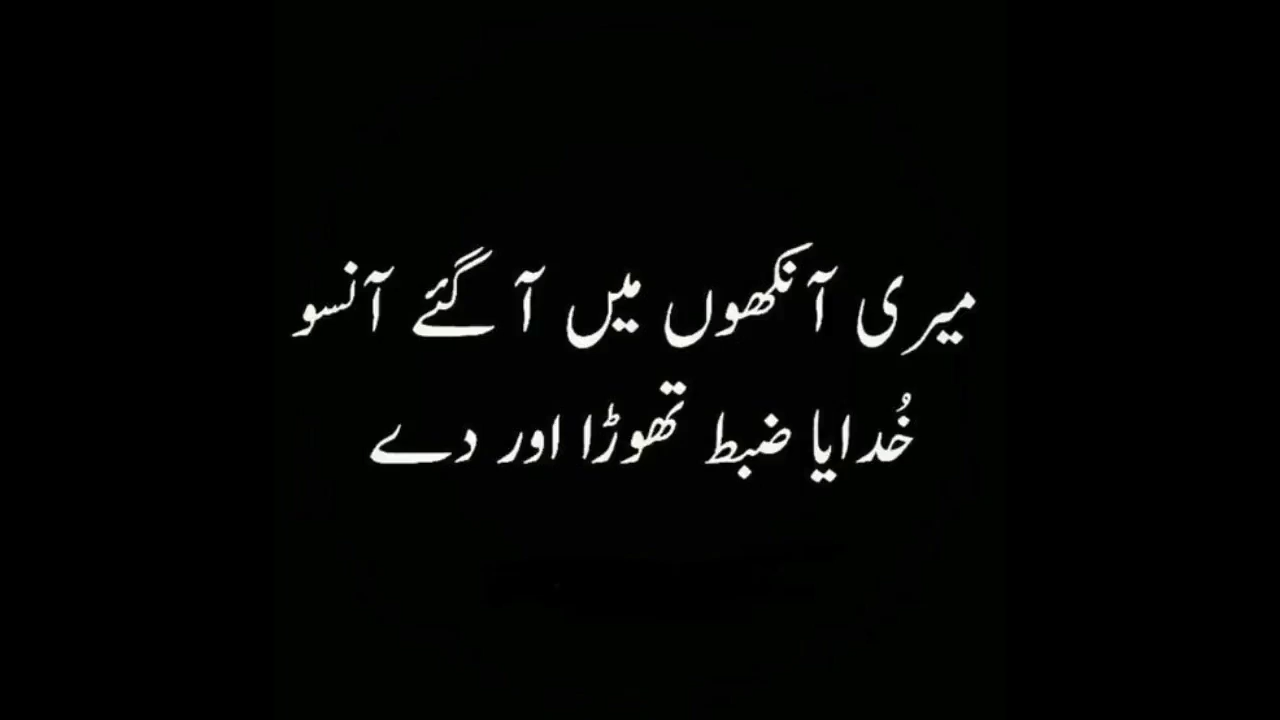 میری آنکھوں میں آ گئے آنسو
خُدایا ضبط تھوڑا اور دے